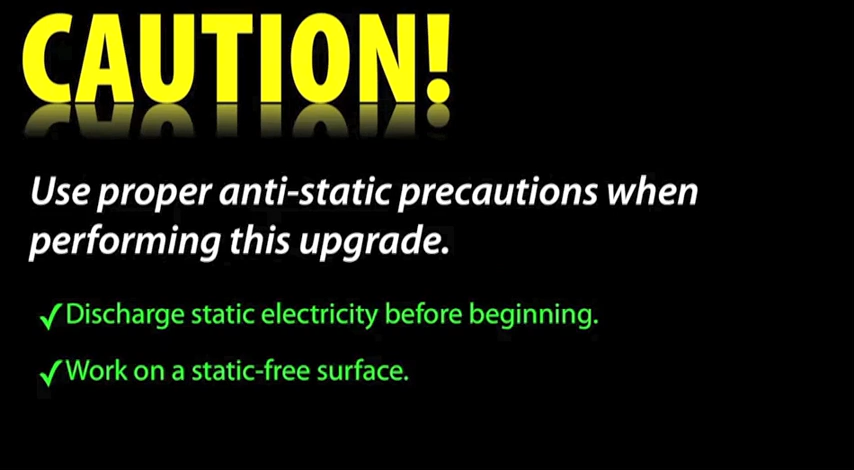 CAUTION!
Use proper anti-static precautions when
performing this upgrade.
✓Discharge static electricity before beginning.
✓Work on a static-free surface.